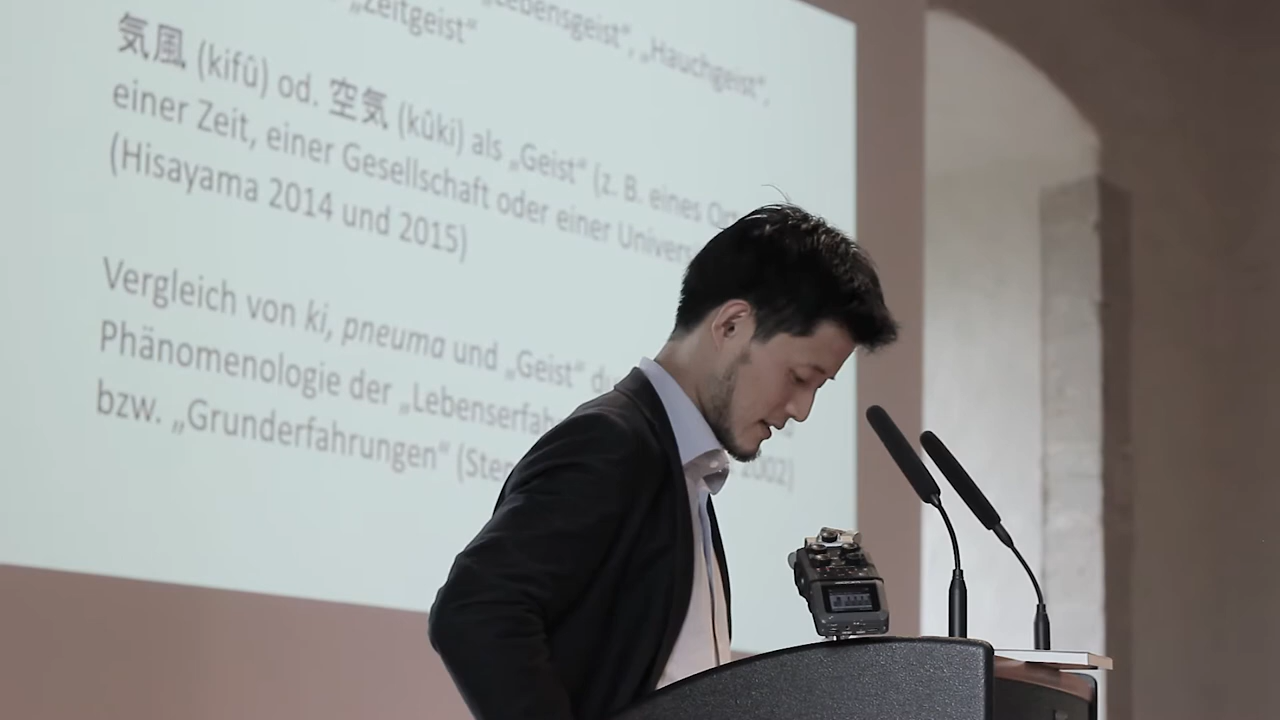 „Zeitgeist“ „Lebensgeist“, „Hauchgeist“,
気風 (kifû) od. 空気 (kûki) als „Geist“ (z. B. eines
einer Zeit, einer Gesellschaft oder einer
(Hisayama 2014 und 2015)
Vergleich von ki, pneuma und „Geist“
Phänomenologie der
bzw. „Grunderfahrungen“ 2002)